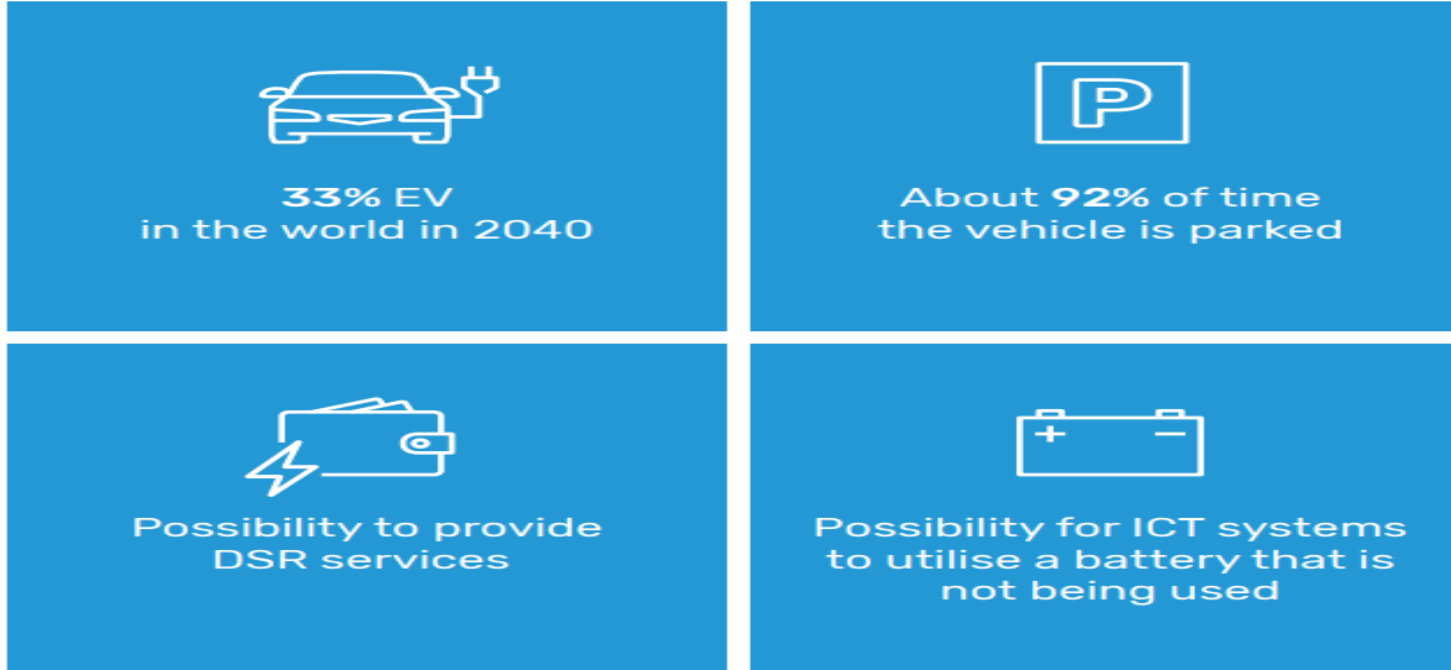 33% EV
in the world in 2040
P
About 92% of time
the vehicle is parked
Possibility to provide
DSR services
+ −
Possibility for ICT systems
to utilise a battery that is
not being used